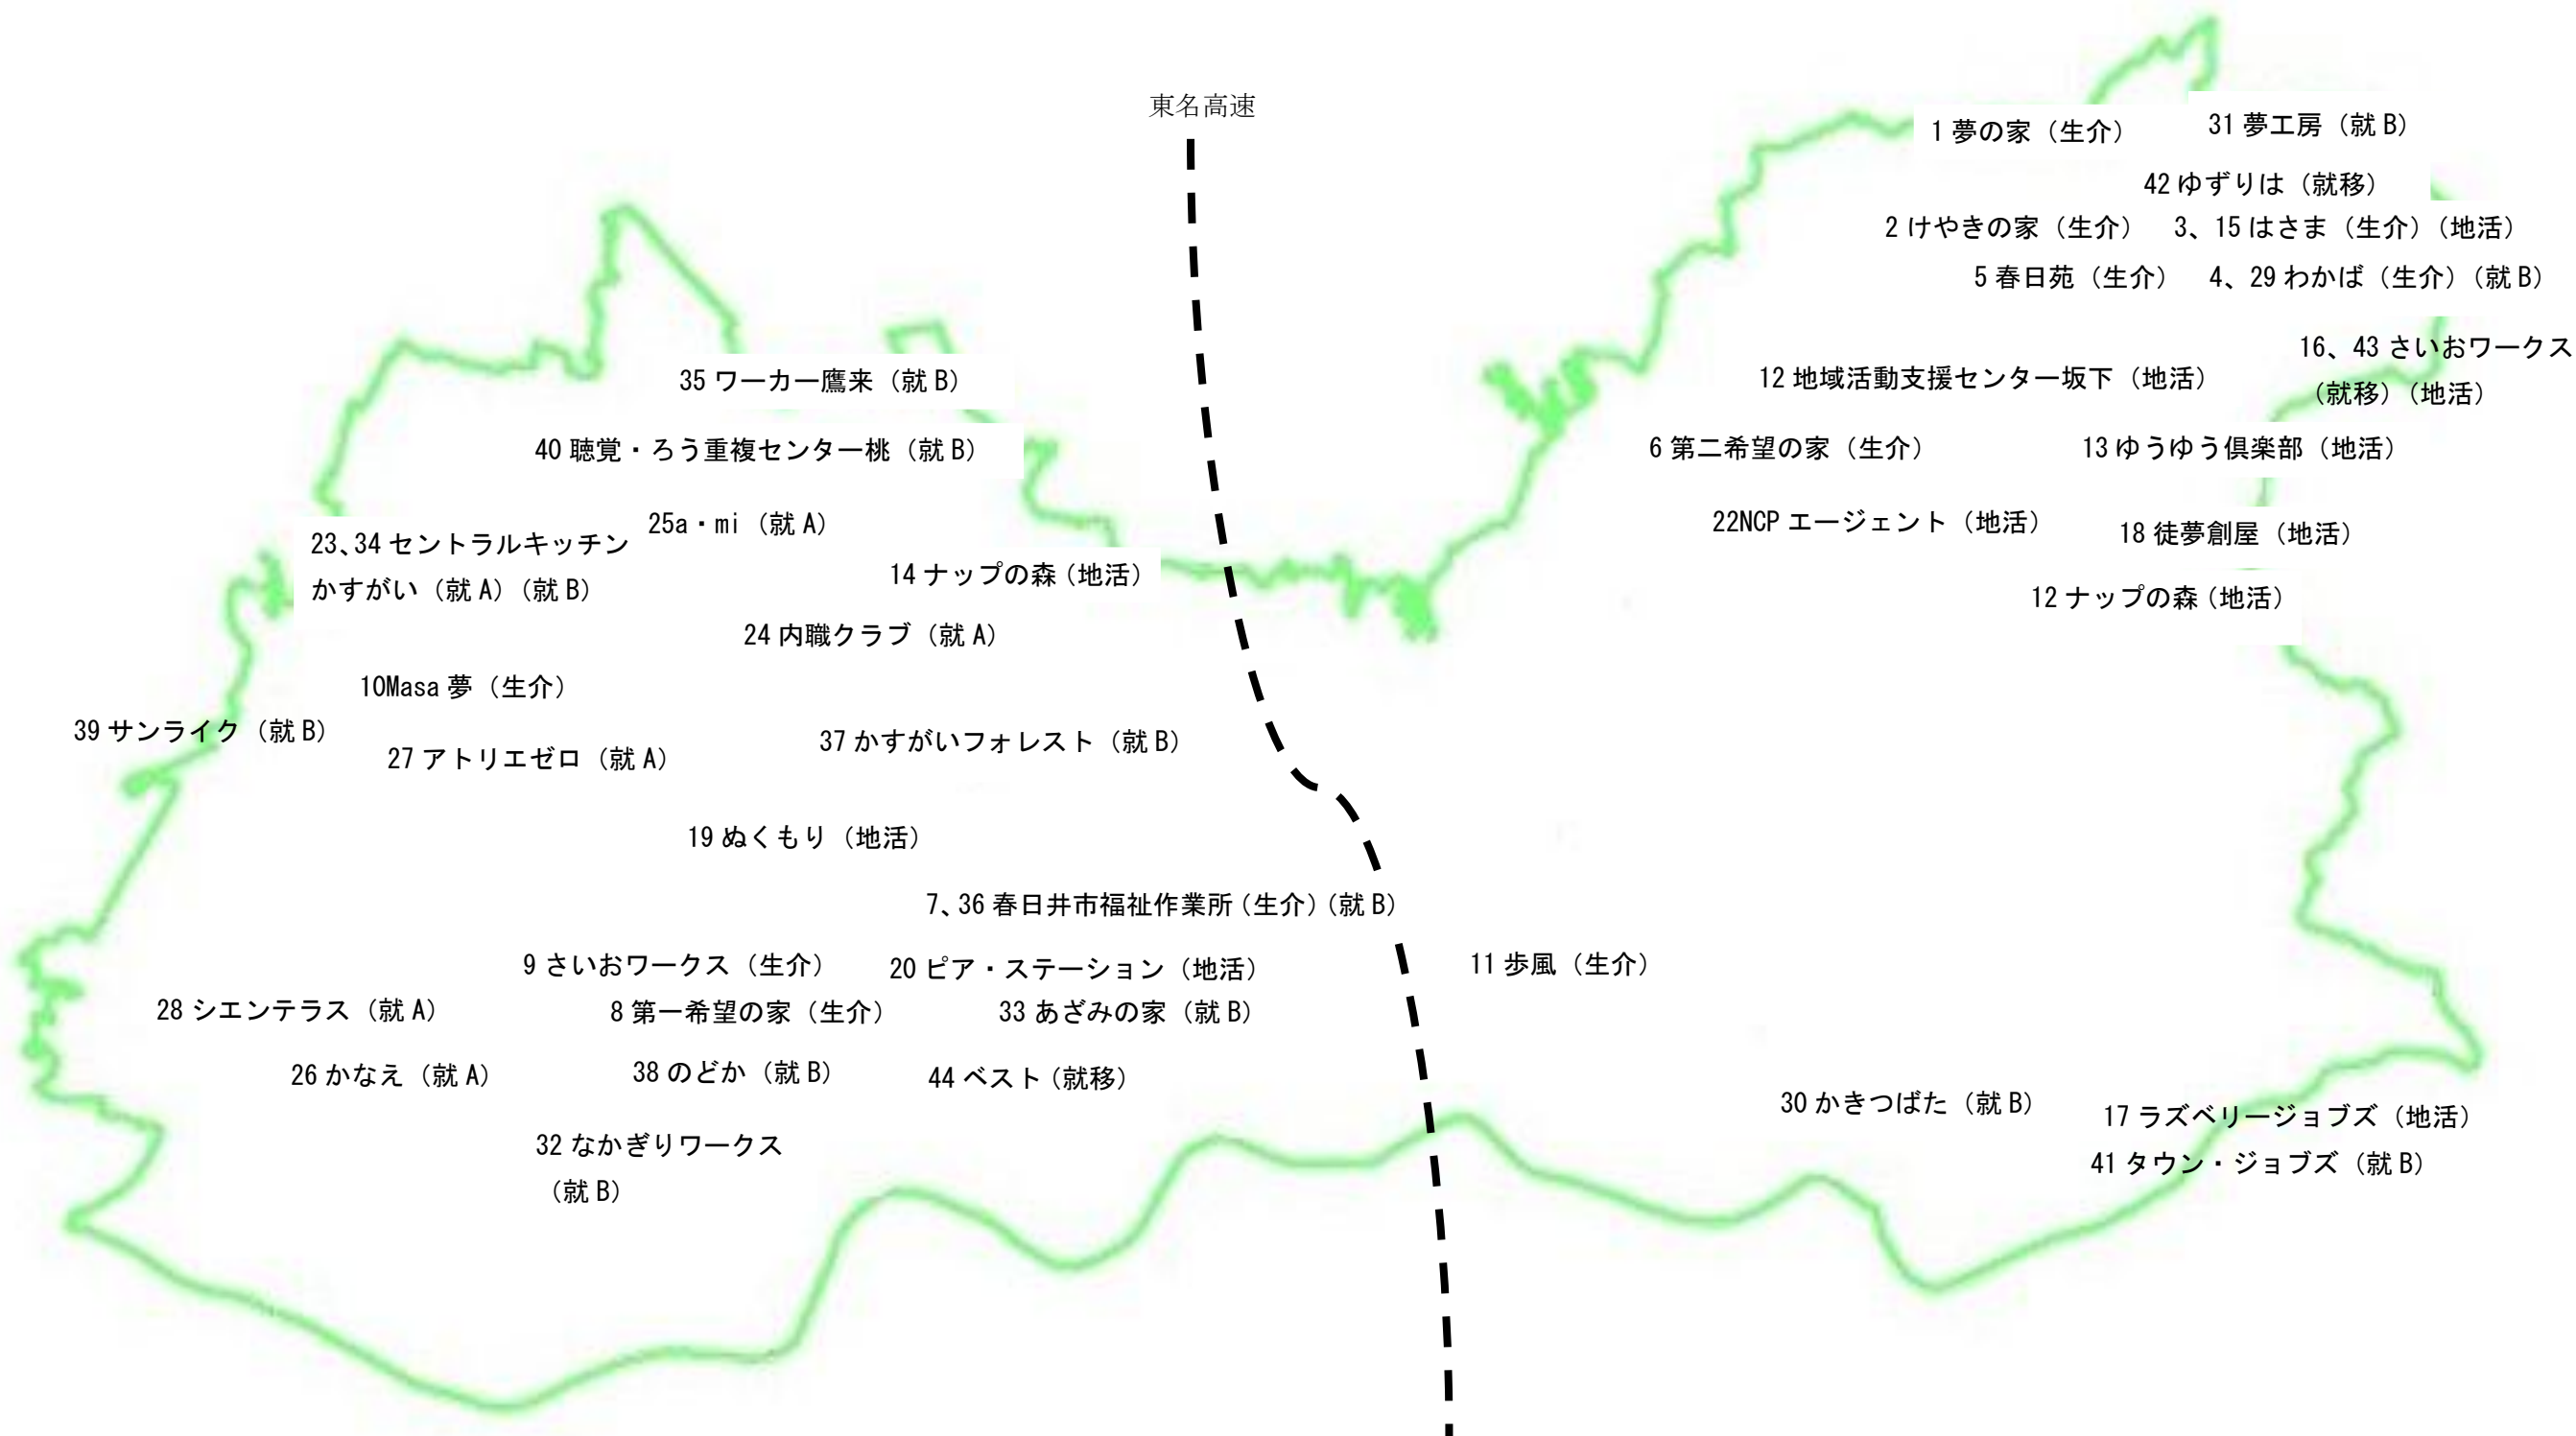 東名高速
1 夢の家（生介）
31 夢工房（就 B）
42 ゆずりは（就移）
2 けやきの家（生介）
3、15 はさま（生介）（地活）
5 春日苑（生介）
4、29 わかば（生介）（就 B）
16、43 さいおワークス
（就移）（地活）
35 ワーカー鷹来（就 B）
12 地域活動支援センター坂下（地活）
40 聴覚・ろう重複センター桃（就 B）
6 第二希望の家（生介）
13 ゆうゆう倶楽部（地活）
23、34 セントラルキッチン
かすがい（就 A）（就 B）
25a・mi（就 A）
22NCP エージェント（地活）
18 徒夢創屋（地活）
14 ナップの森（地活）
12 ナップの森（地活）
24 内職クラブ（就 A）
10Masa 夢（生介）
39 サンライク（就 B）
27 アトリエゼロ（就 A）
37 かすがいフォレスト（就 B）
19 ぬくもり（地活）
7、36 春日井市福祉作業所（生介）（就 B）
9 さいおワークス（生介）
20 ピア・ステーション（地活）
11 歩風（生介）
28 シエンテラス（就 A）
8 第一希望の家（生介）
33 あざみの家（就 B）
26 かなえ（就 A）
38 のどか（就 B）
44 ベスト（就移）
30 かきつばた（就 B）
17 ラズベリージョブズ（地活）
32 なかぎりワークス
（就 B）
41 タウン・ジョブズ（就 B）